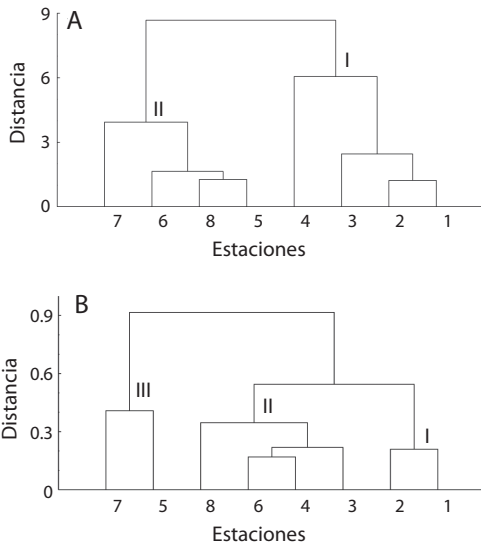 A
9
6
3
0
Distancia
II
I
7 6 8 5 4 3 2 1
Estaciones
B
0.9
0.6
0.3
0
Distancia
III
II
I
7 5 8 6 4 3 2 1
Estaciones